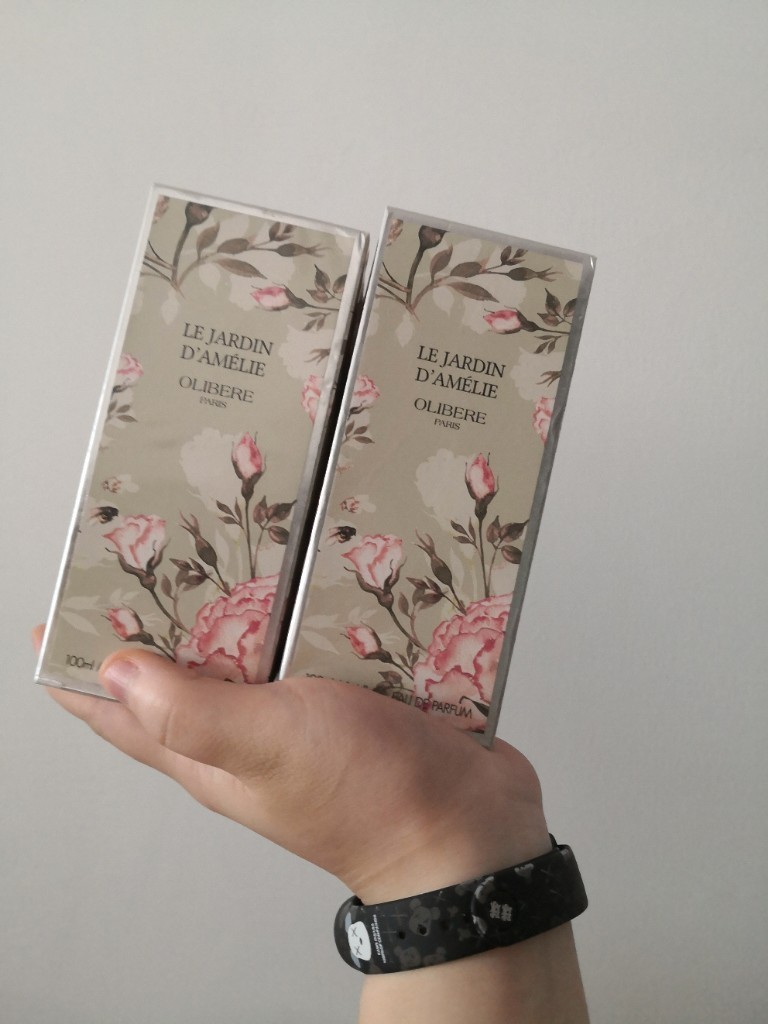 LE JARDIN
D'AMÉLIE
OLIBERE
PARIS
100ml
LE JARDIN
D'AMÉLIE
OLIBERE
PARIS
EAU DE PARFUM